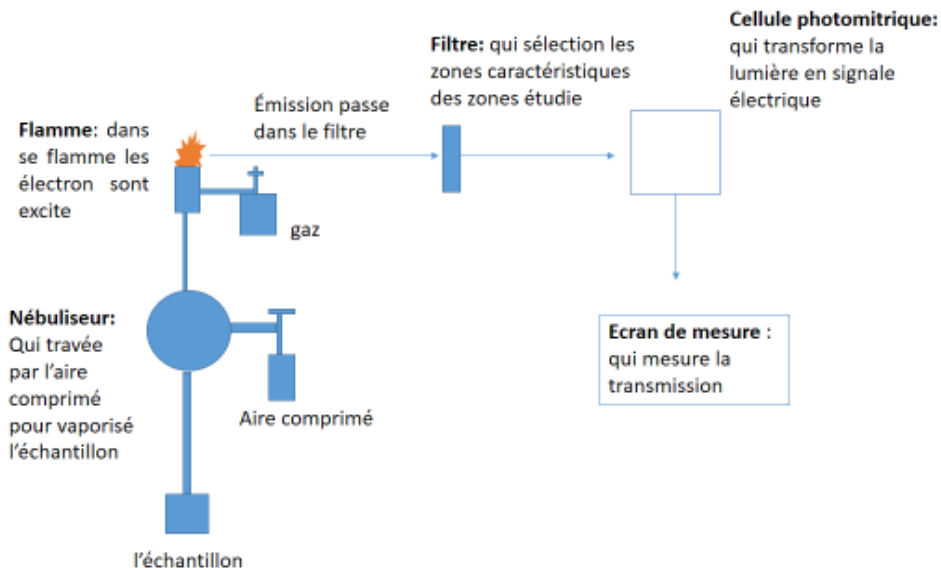 Cellule photomitrique:
qui transforme la
lumière en signale
électrique
Filtre: qui sélection les
zones caractéristiques
des zones étudie
Émission passe
dans le filtre
Flamme: dans
se flamme les
électron sont
excite
gaz
Nébuliseur:
Qui travée
par l'aire
comprimé
pour vaporisé
l'échantillon
Aire comprimé
Ecran de mesure :
qui mesure la
transmission
l'échantillon